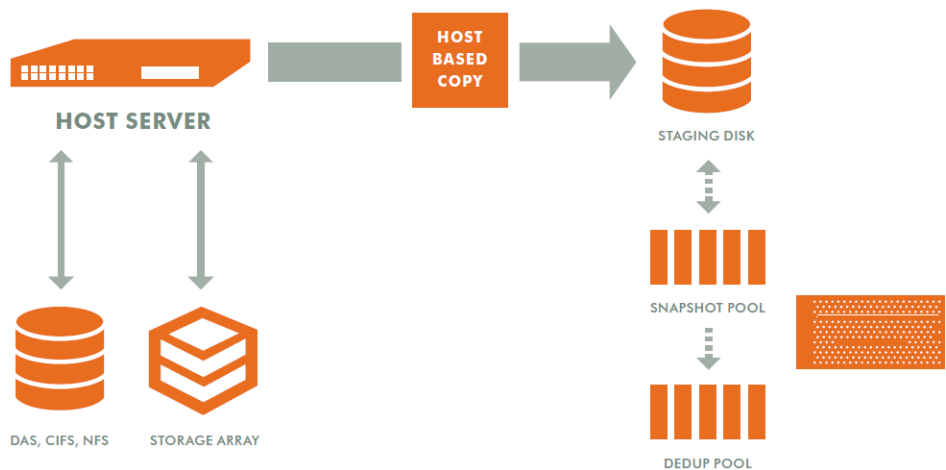 HOST
BASED
COPY
HOST SERVER
STAGING DISK
SNAPSHOT POOL
DAS, CIFS, NFS
STORAGE ARRAY
DEDUP POOL